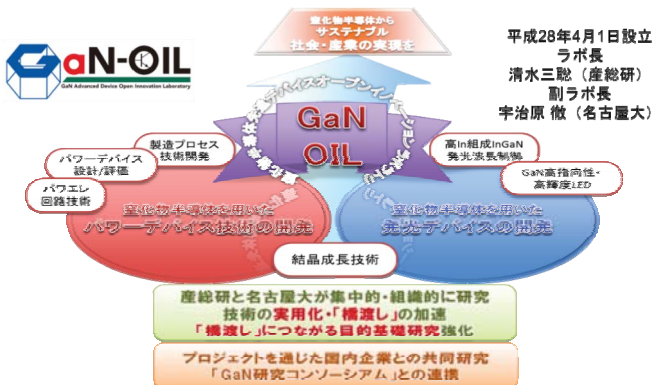 窒化物半導体から
サステナブル
社会・産業の実現を
GaN-OIL
GaN Advanced Device Open Innovation Laboratory
平成28年4月1日設立
ラボ長
清水三聡（産総研）
副ラボ長
宇治原 徹（名古屋大）
GaN
OIL
製造プロセス
技術開発
パワーデバイス
設計/評価
パワエレ
回路技術
高In組成InGaN
発光波長制御
GaN高指向性・
高輝度LED
窒化物半導体を用いた
パワーデバイス技術の開発
窒化物半導体を用いた
発光デバイスの開発
結晶成長技術
産総研と名古屋大が集中的・組織的に研究
技術の実用化・「橋渡し」の加速
「橋渡し」につながる目的基礎研究強化
プロジェクトを通じた国内企業との共同研究
「GaN研究コンソーシアム」との連携